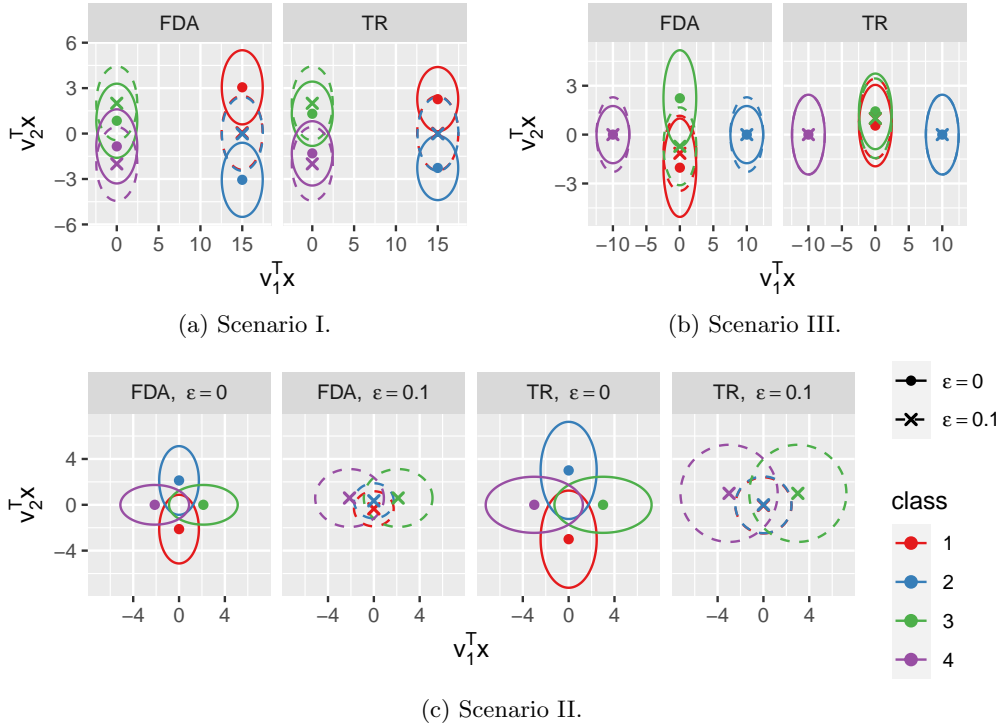 FDA TR
6
3
0
−3
−6
v₂ᵀx
0 5 10 15 0 5 10 15
v₁ᵀx
(a) Scenario I.
FDA TR
3
0
−3
v₂ᵀx
−10 −5 0 5 10 −10 −5 0 5 10
v₁ᵀx
(b) Scenario III.
FDA, ε = 0 FDA, ε = 0.1 TR, ε = 0 TR, ε = 0.1
4
0
−4
v₂ᵀx
−4 0 4 −4 0 4 −4 0 4 −4 0 4
v₁ᵀx
(c) Scenario II.
ε = 0
ε = 0.1
class
1
2
3
4